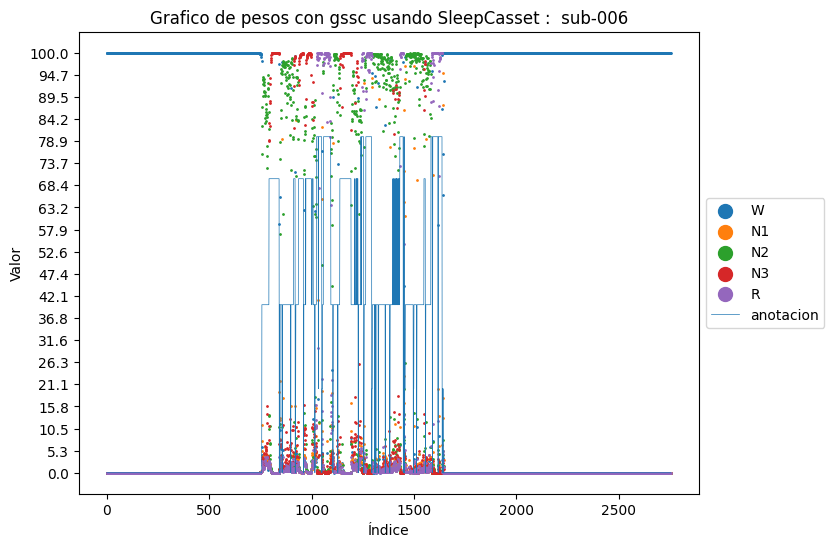 Grafico de pesos con gssc usando SleepCasset :  sub-006
100.0
94.7
89.5
84.2
78.9
73.7
68.4
63.2
57.9
52.6
47.4
42.1
36.8
31.6
26.3
21.1
15.8
10.5
5.3
0.0
Valor
0 500 1000 1500 2000 2500
Índice
W
N1
N2
N3
R
anotacion